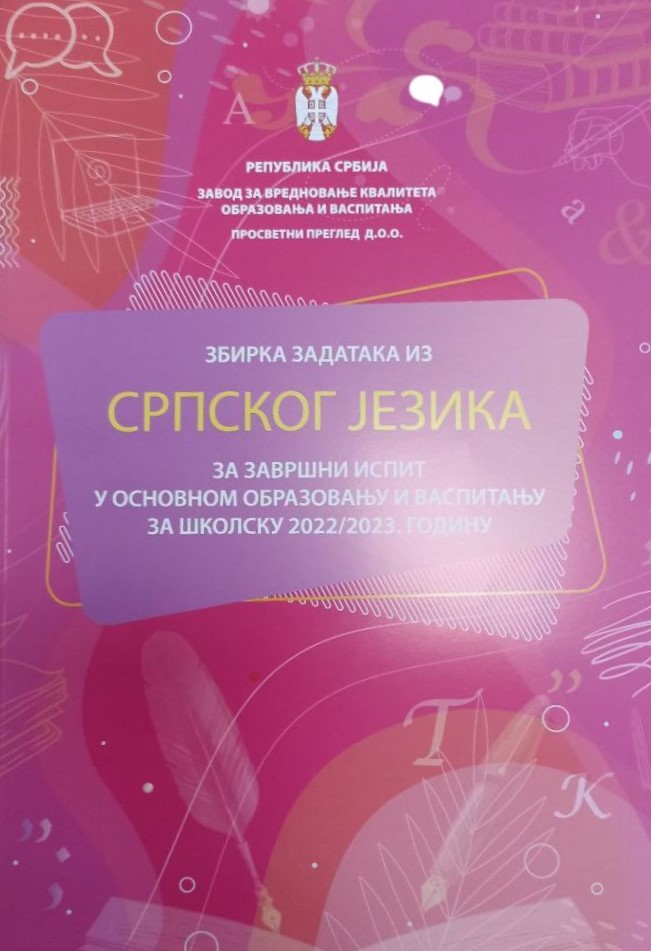 А
РЕПУБЛИКА СРБИЈА
ЗАВОД ЗА ВРЕДНОВАЊЕ КВАЛИТЕТА
ОБРАЗОВАЊА И ВАСПИТАЊА
ПРОСВЕТНИ ПРЕГЛЕД Д.О.О.
а
&
ЗБИРКА ЗАДАТАКА ИЗ
СРПСКОГ ЈЕЗИКА
ЗА ЗАВРШНИ ИСПИТ
У ОСНОВНОМ ОБРАЗОВАЊУ И ВАСПИТАЊУ
ЗА ШКОЛСКУ 2022/2023. ГОДИНУ
Т
К